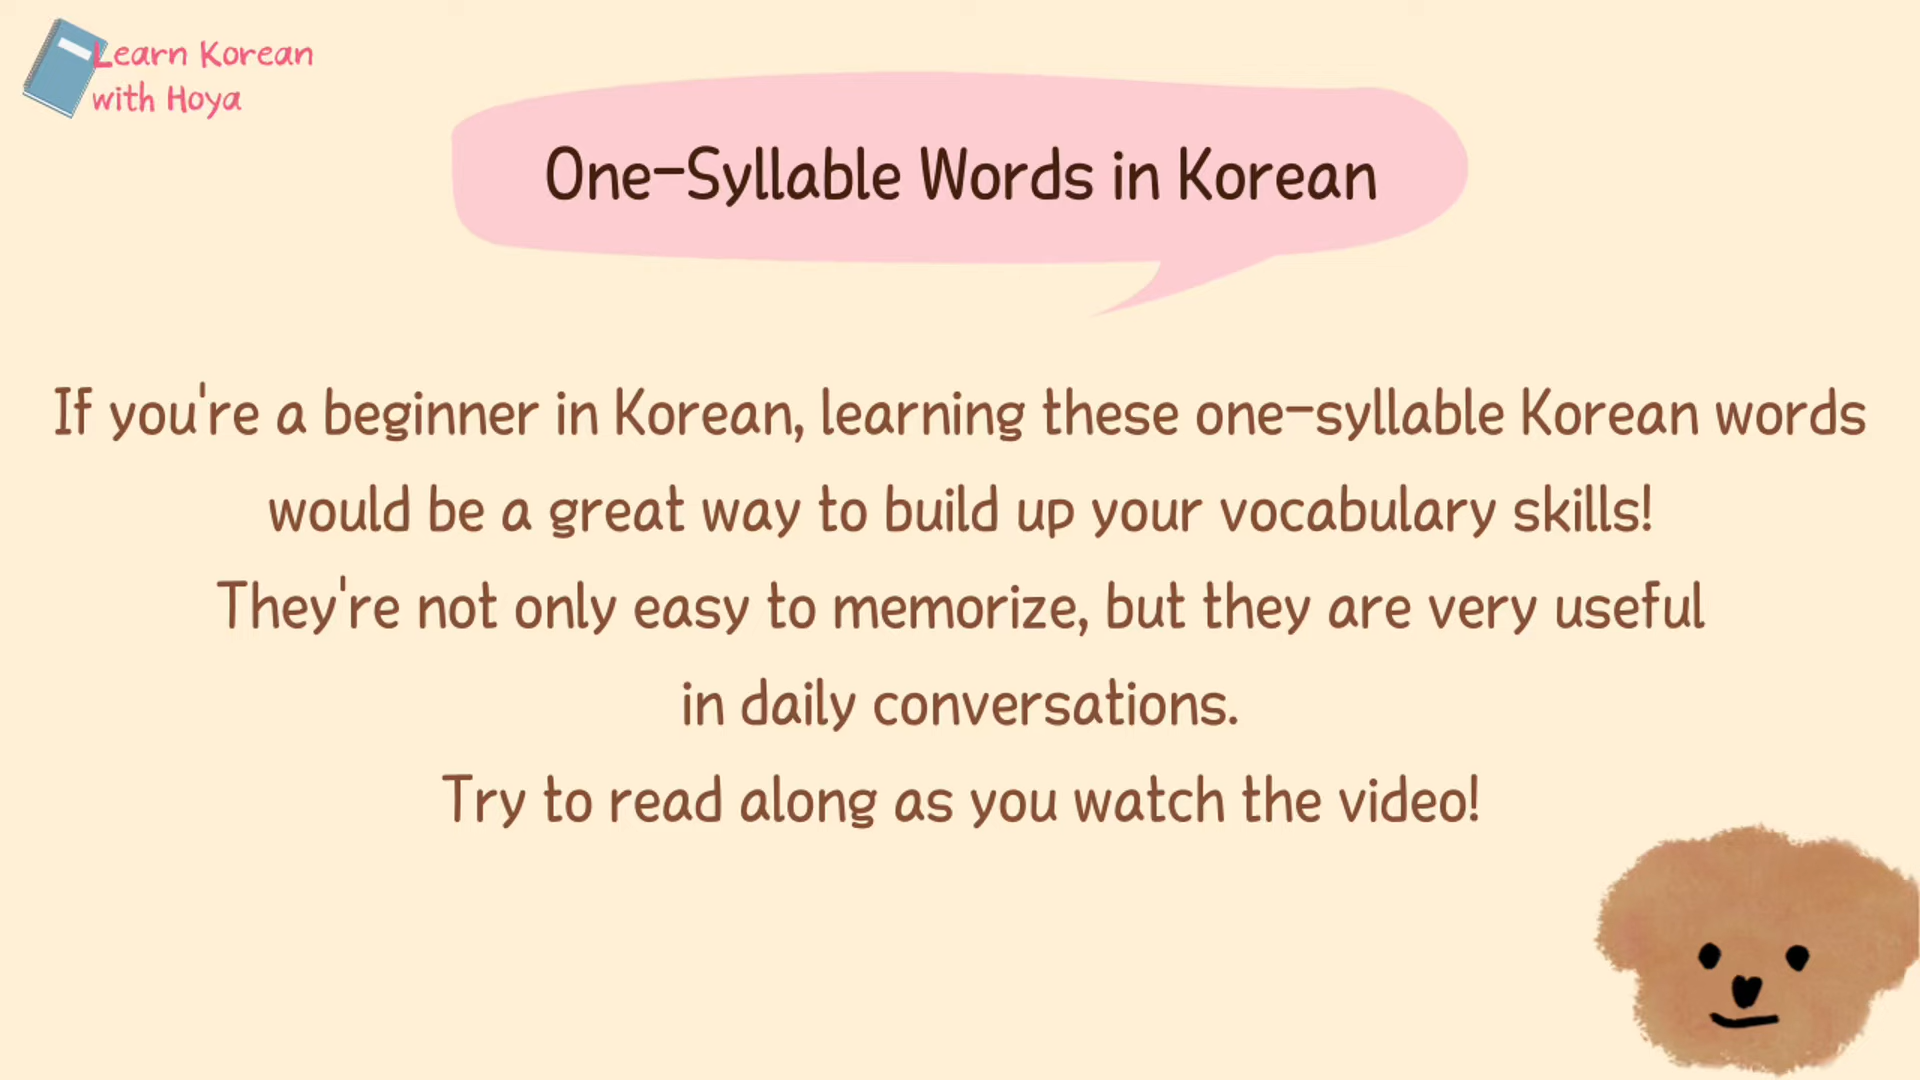 Learn Korean
with Hoya
One-Syllable Words in Korean
If you're a beginner in Korean, learning these one-syllable Korean words
would be a great way to build up your vocabulary skills!
They're not only easy to memorize, but they are very useful
in daily conversations.
Try to read along as you watch the video!